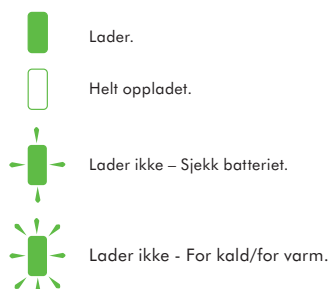 Lader.
Helt oppladet.
Lader ikke – Sjekk batteriet.
Lader ikke - For kald/for varm.